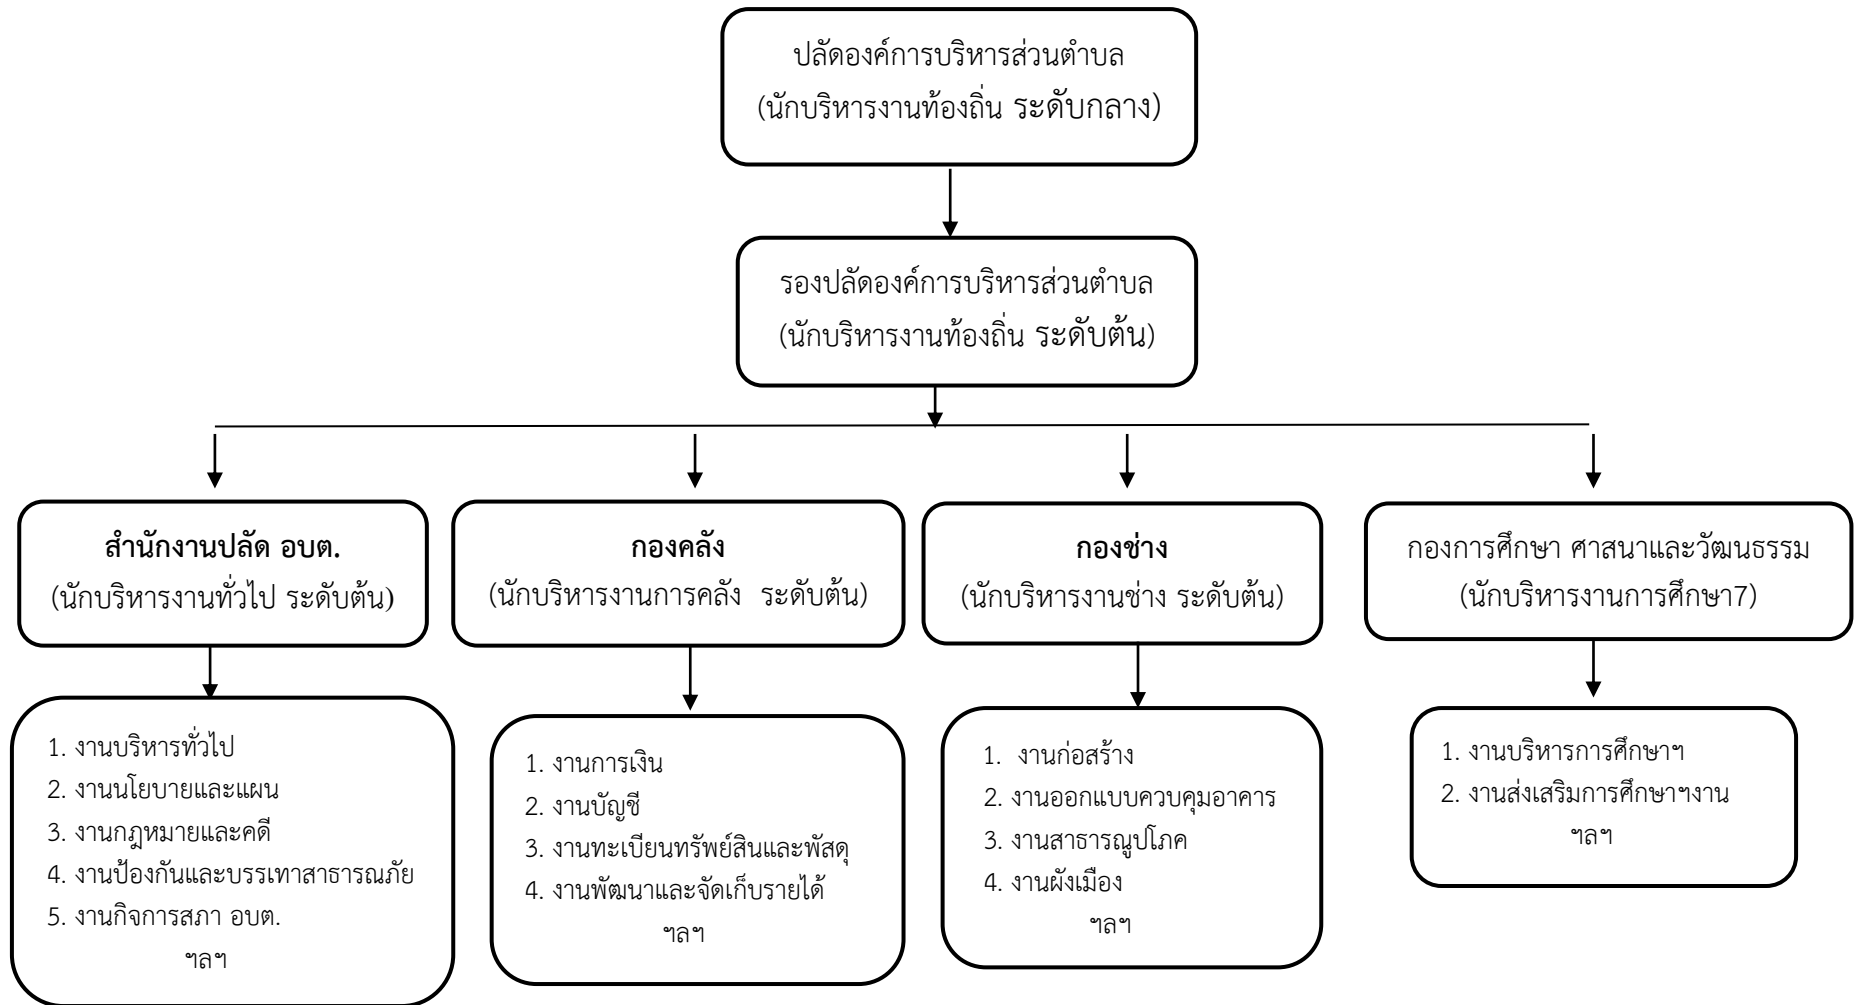 ปลัดองค์การบริหารส่วนตำบล
(นักบริหารงานท้องถิ่น ระดับกลาง)
รองปลัดองค์การบริหารส่วนตำบล
(นักบริหารงานท้องถิ่น ระดับต้น)
สำนักงานปลัด อบต.
(นักบริหารงานทั่วไป ระดับต้น)
กองคลัง
(นักบริหารงานการคลัง ระดับต้น)
กองช่าง
(นักบริหารงานช่าง ระดับต้น)
กองการศึกษา ศาสนาและวัฒนธรรม
(นักบริหารงานการศึกษา7)
1. งานบริหารทั่วไป
2. งานนโยบายและแผน
3. งานกฎหมายและคดี
4. งานป้องกันและบรรเทาสาธารณภัย
5. งานกิจการสภา อบต.
ฯลฯ
1. งานการเงิน
2. งานบัญชี
3. งานทะเบียนทรัพย์สินและพัสดุ
4. งานพัฒนาและจัดเก็บรายได้
ฯลฯ
1. งานก่อสร้าง
2. งานออกแบบควบคุมอาคาร
3. งานสาธารณูปโภค
4. งานผังเมือง
ฯลฯ
1. งานบริหารการศึกษาฯ
2. งานส่งเสริมการศึกษาฯงาน
ฯลฯ